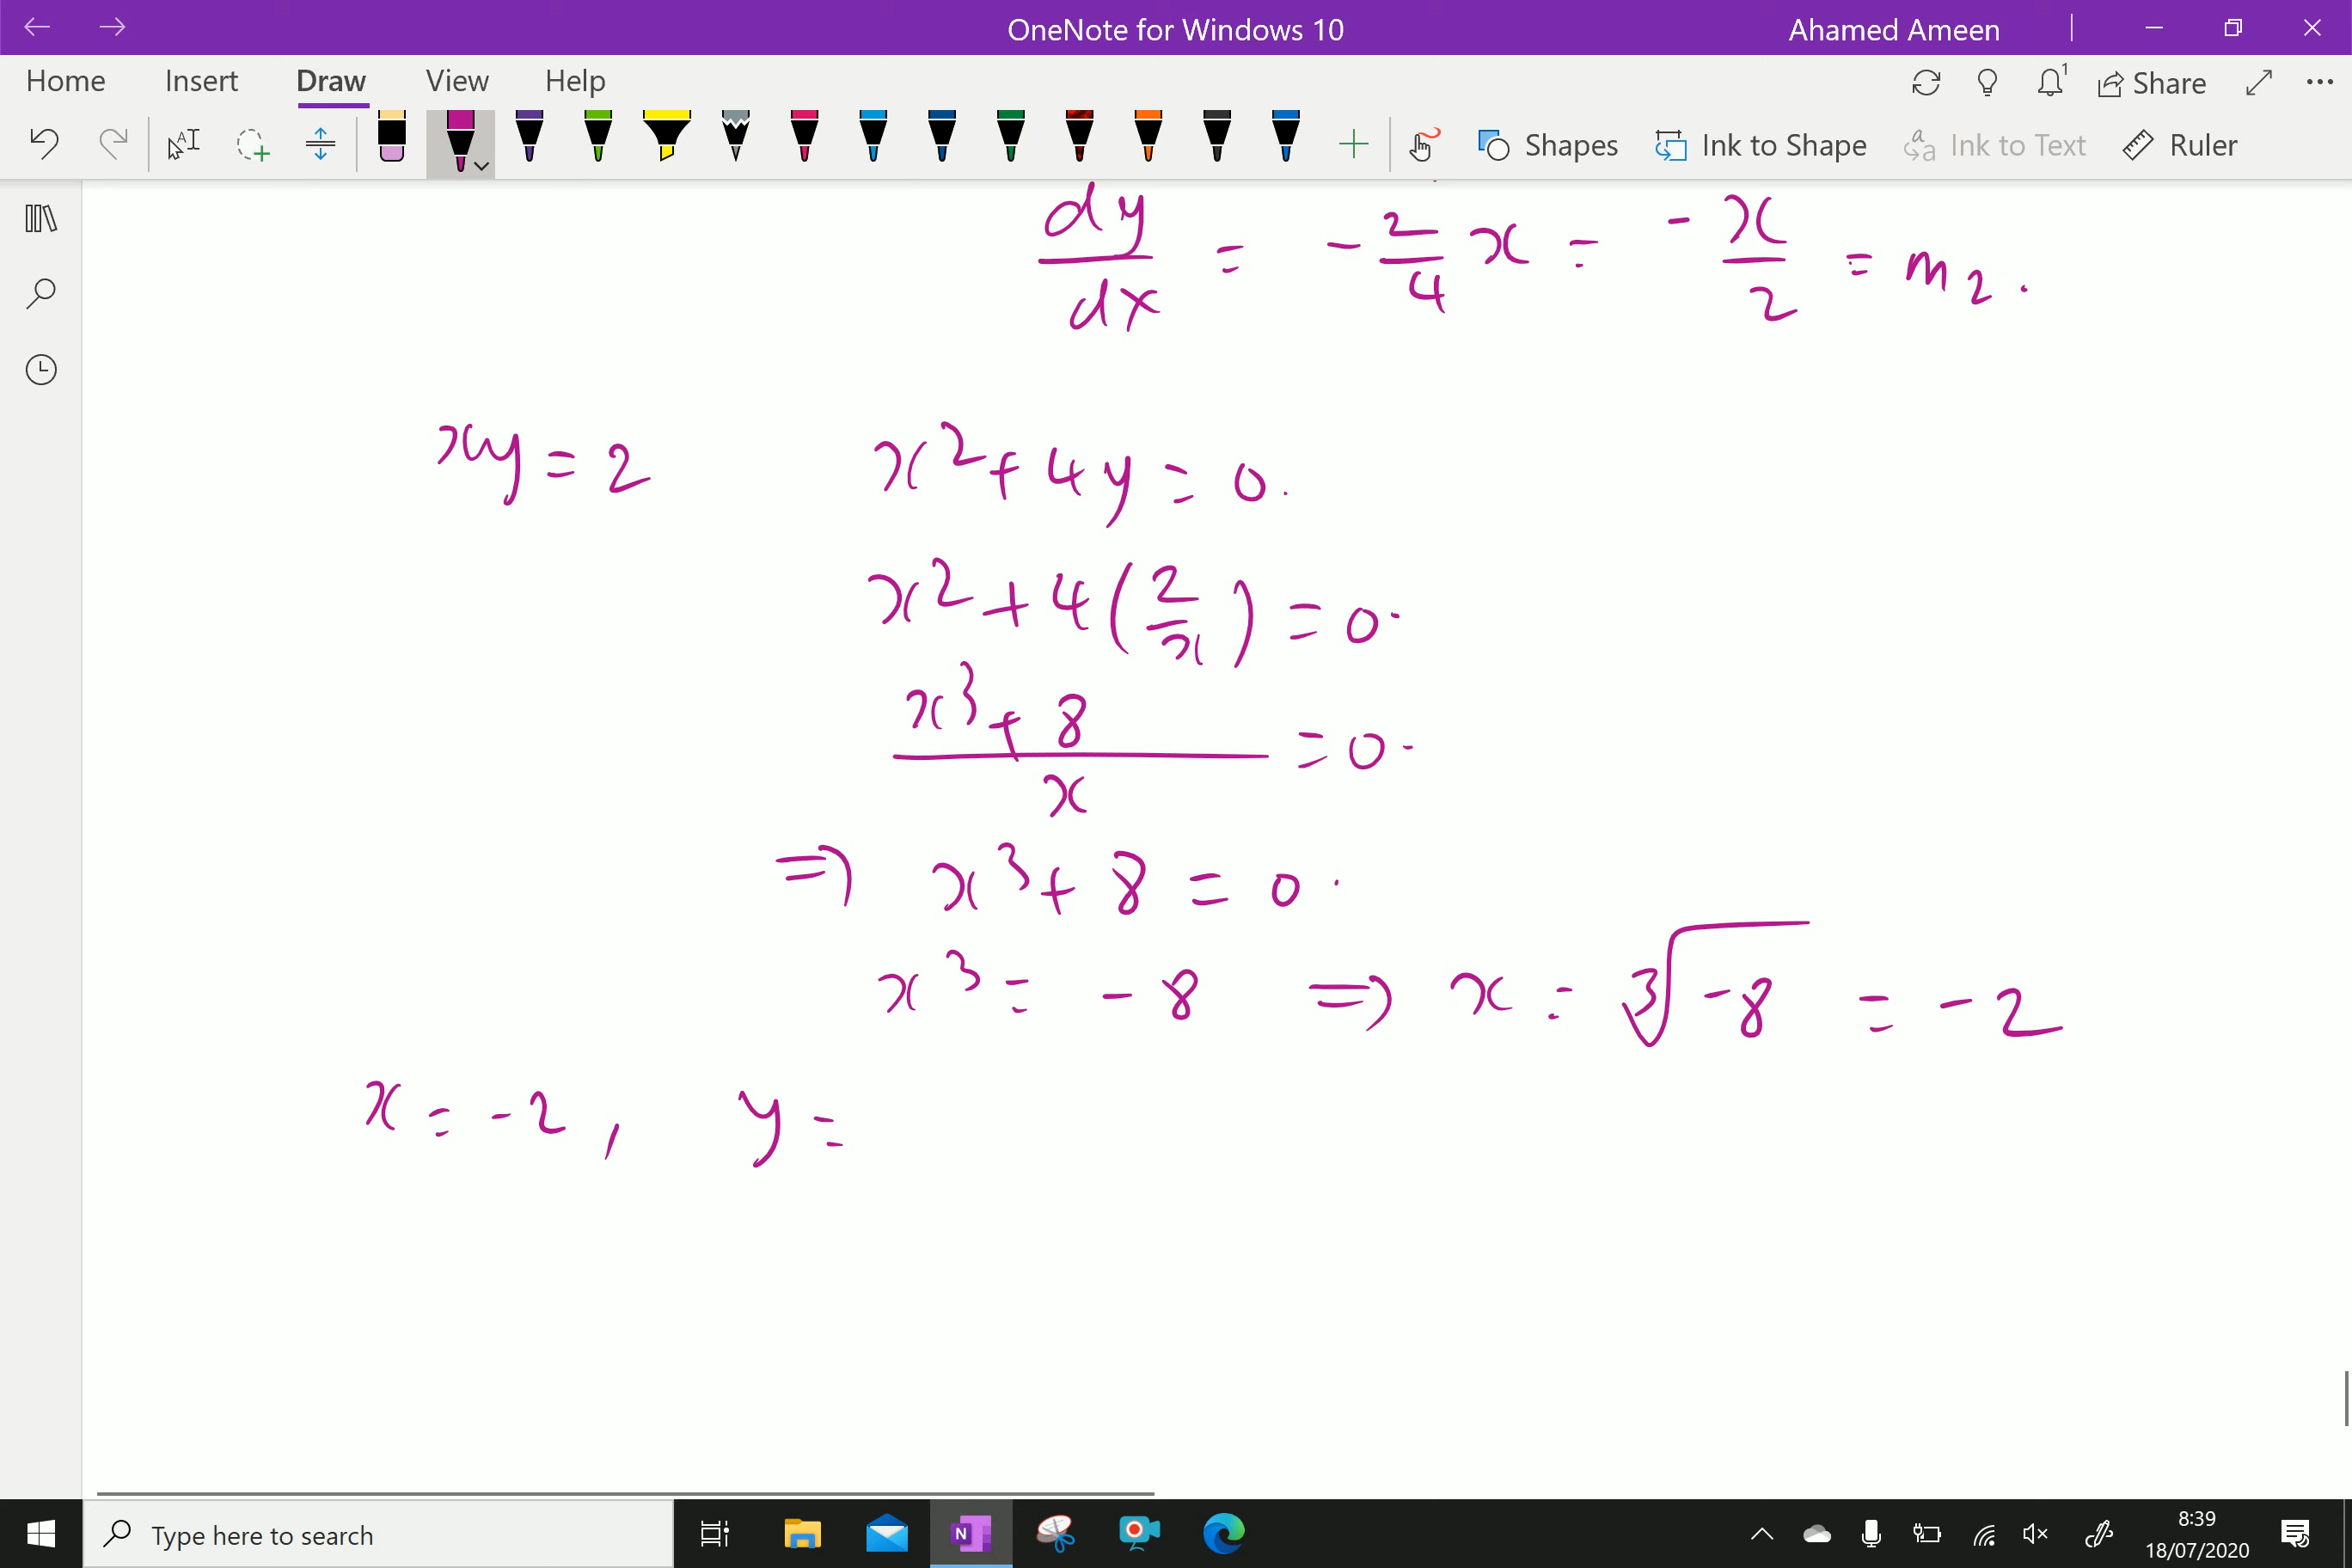 OneNote for Windows 10 Ahamed Ameen
Home Insert Draw View Help 1 Share
AI Shapes Ink to Shape Ink to Text Ruler
dy/dx = -2/4 x = -x/2 = m₂.
xy = 2 x² + 4y = 0.
x² + 4(2/x) = 0.
(x³ + 8)/x = 0.
⇒ x³ + 8 = 0.
x³ = -8 ⇒ x = ∛-8 = -2
x = -2, y =
Type here to search N 8:39
18/07/2020